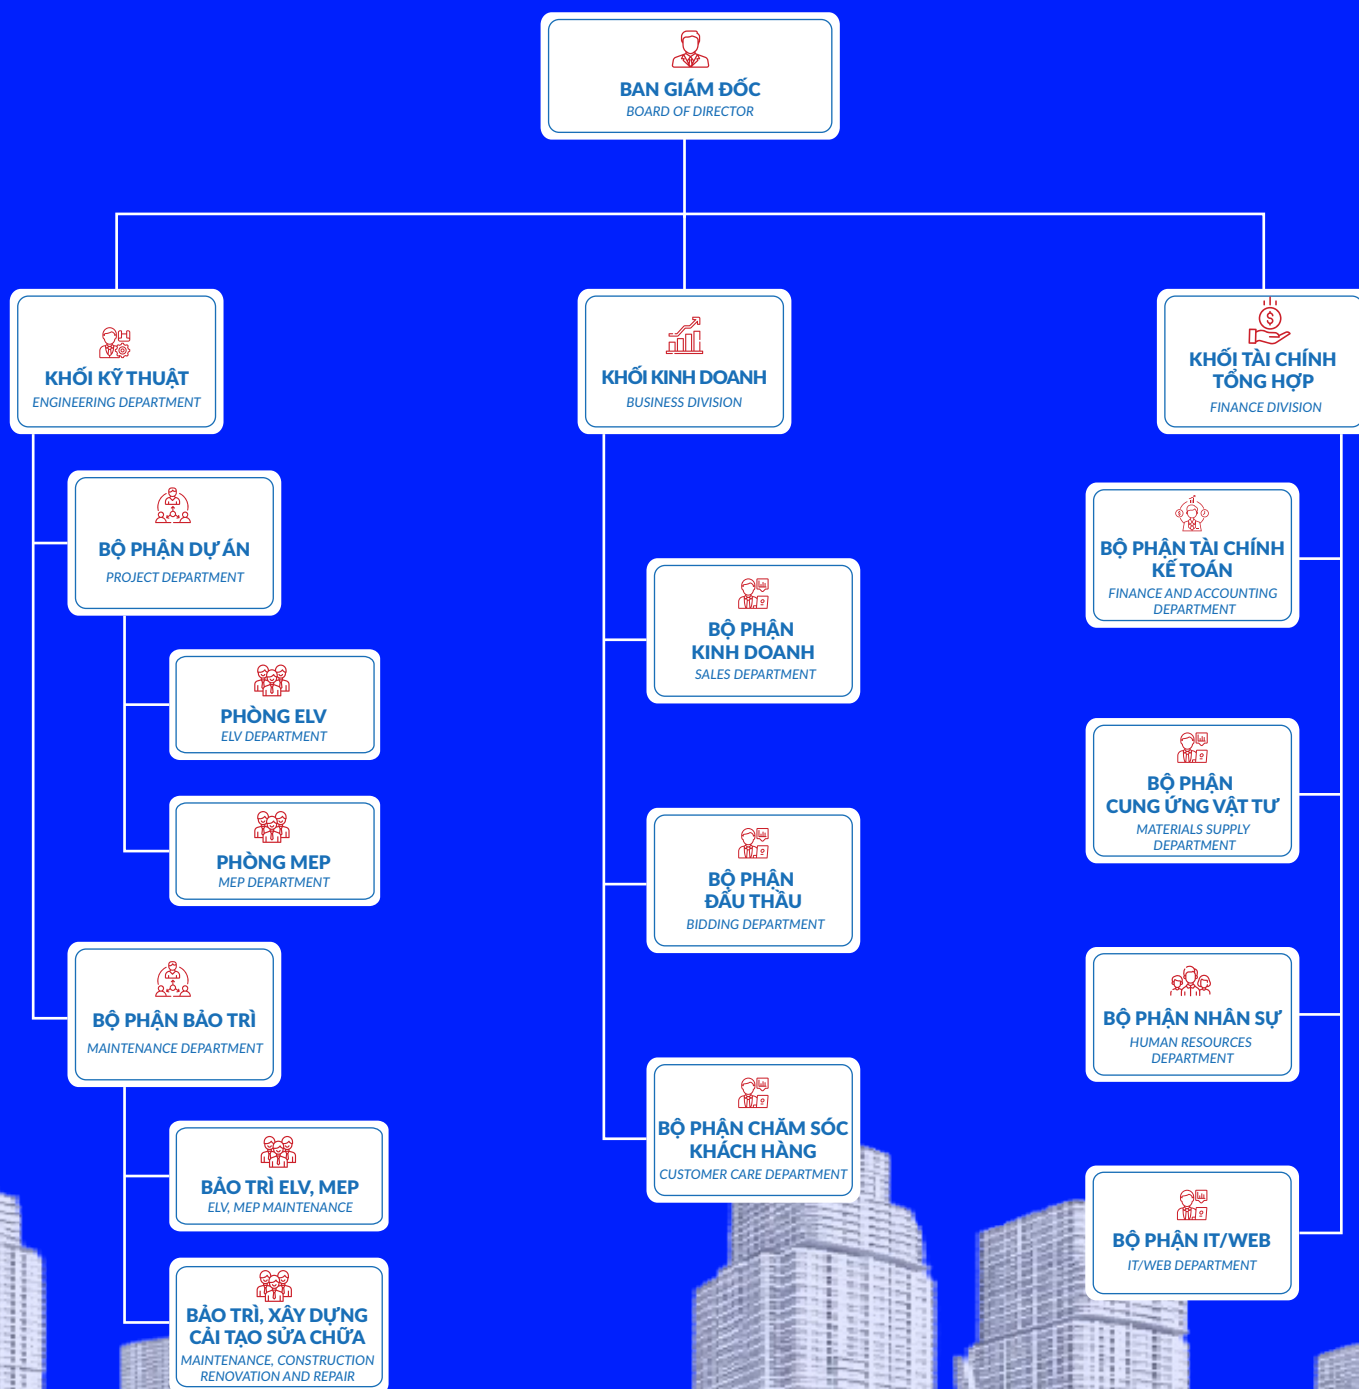 BAN GIÁM ĐỐC
BOARD OF DIRECTOR
KHỐI KỸ THUẬT
ENGINEERING DEPARTMENT
BỘ PHẬN DỰ ÁN
PROJECT DEPARTMENT
PHÒNG ELV
ELV DEPARTMENT
PHÒNG MEP
MEP DEPARTMENT
BỘ PHẬN BẢO TRÌ
MAINTENANCE DEPARTMENT
BẢO TRÌ ELV, MEP
ELV, MEP MAINTENANCE
BẢO TRÌ, XÂY DỰNG
CẢI TẠO SỬA CHỮA
MAINTENANCE, CONSTRUCTION
RENOVATION AND REPAIR
KHỐI KINH DOANH
BUSINESS DIVISION
BỘ PHẬN
KINH DOANH
SALES DEPARTMENT
BỘ PHẬN
ĐẤU THẦU
BIDDING DEPARTMENT
BỘ PHẬN CHĂM SÓC
KHÁCH HÀNG
CUSTOMER CARE DEPARTMENT
KHỐI TÀI CHÍNH
TỔNG HỢP
FINANCE DIVISION
BỘ PHẬN TÀI CHÍNH
KẾ TOÁN
FINANCE AND ACCOUNTING
DEPARTMENT
BỘ PHẬN
CUNG ỨNG VẬT TƯ
MATERIALS SUPPLY
DEPARTMENT
BỘ PHẬN NHÂN SỰ
HUMAN RESOURCES
DEPARTMENT
BỘ PHẬN IT/WEB
IT/WEB DEPARTMENT